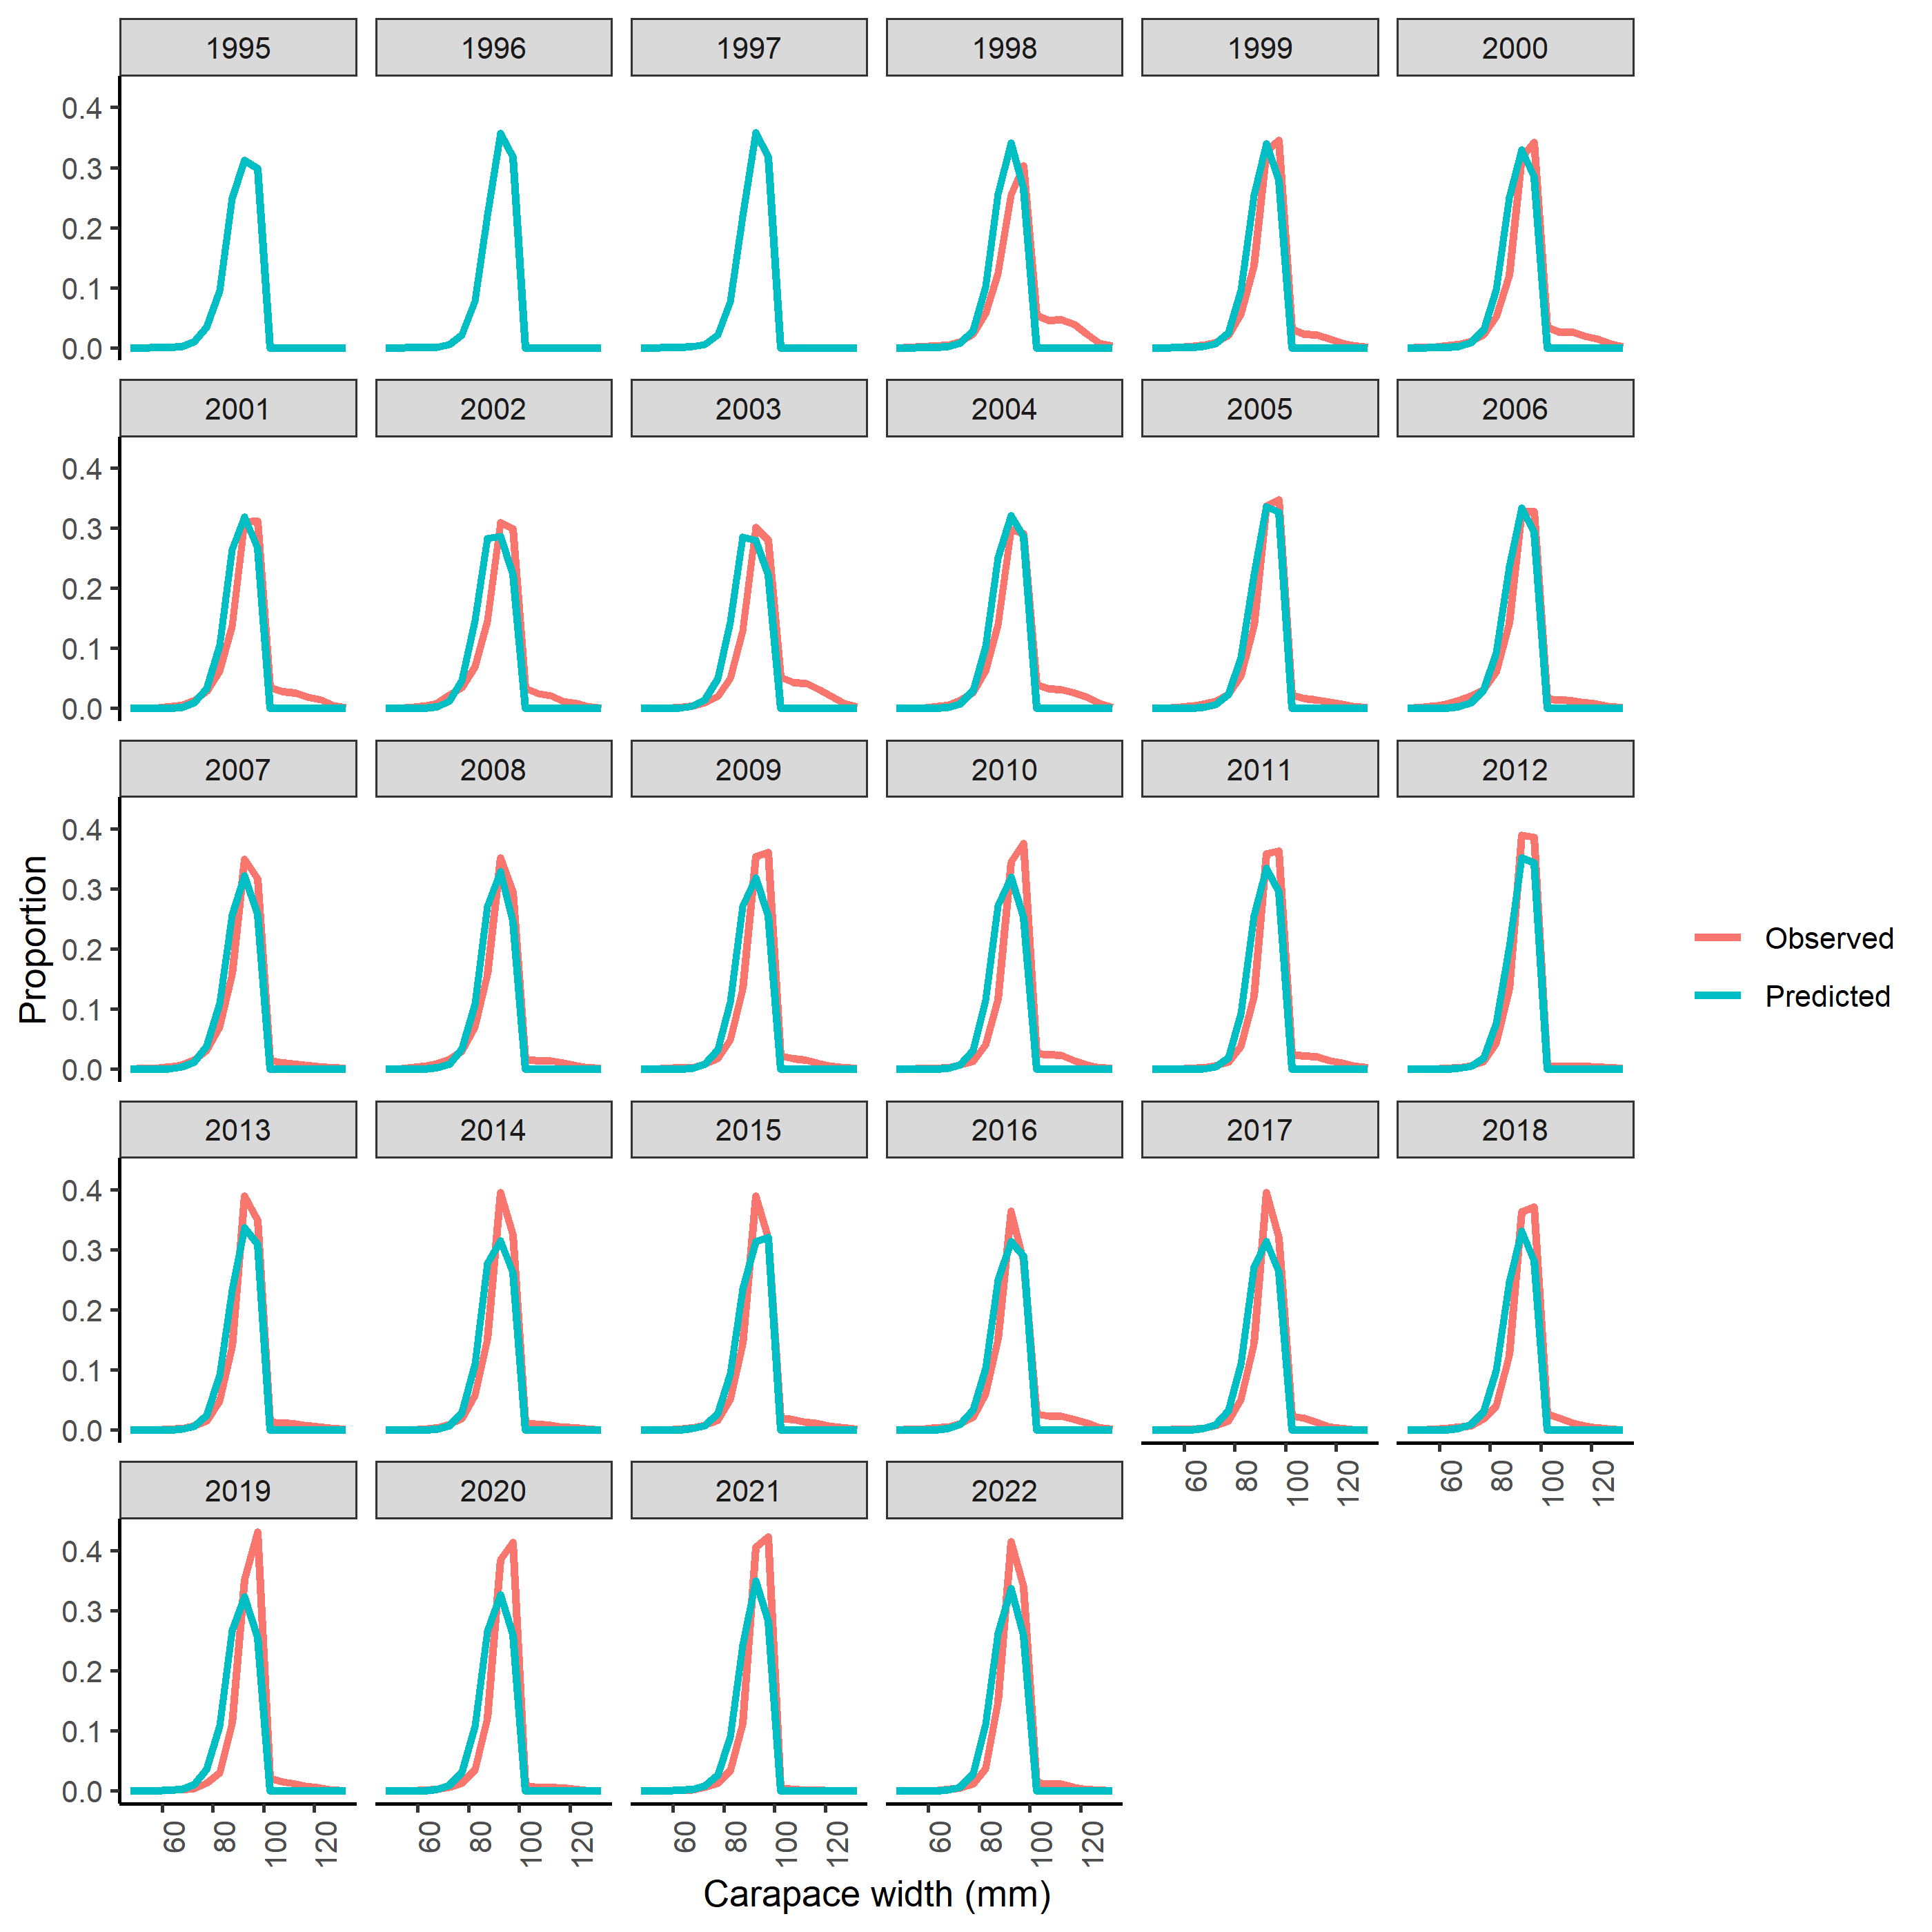 1995 1996 1997 1998 1999 2000
0.4
0.3
0.2
0.1
0.0
2001 2002 2003 2004 2005 2006
0.4
0.3
0.2
0.1
0.0
2007 2008 2009 2010 2011 2012
0.4
0.3
0.2
0.1
0.0
Proportion
Observed
Predicted
2013 2014 2015 2016 2017 2018
0.4
0.3
0.2
0.1
0.0
60 80 100 120 60 80 100 120
2019 2020 2021 2022
0.4
0.3
0.2
0.1
0.0
60 80 100 120 60 80 100 120 60 80 100 120 60 80 100 120
Carapace width (mm)